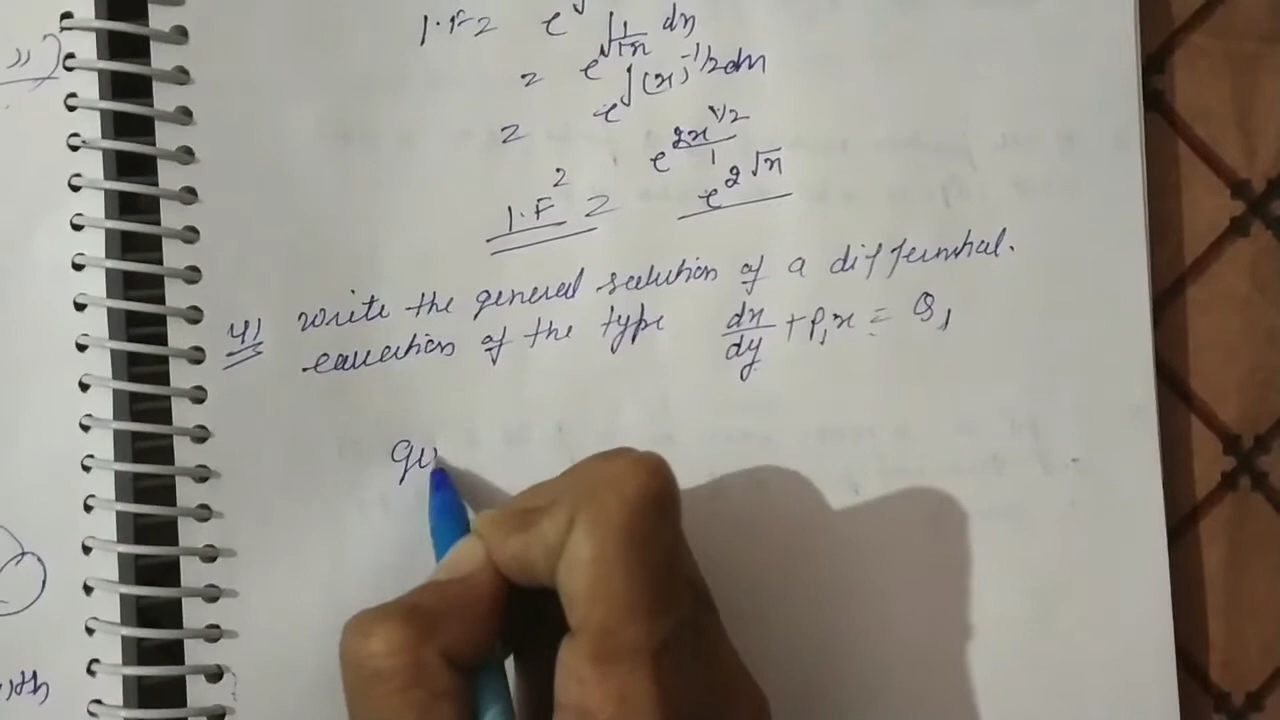 I.F = e^∫ 1/√x dx
= e^∫(x)^-1/2 dx
= e^2x^1/2/1
I.F = e^2√x
4) Write the general solution of a differential.
equation of the type dx/dy + P₁x = Q₁
gi